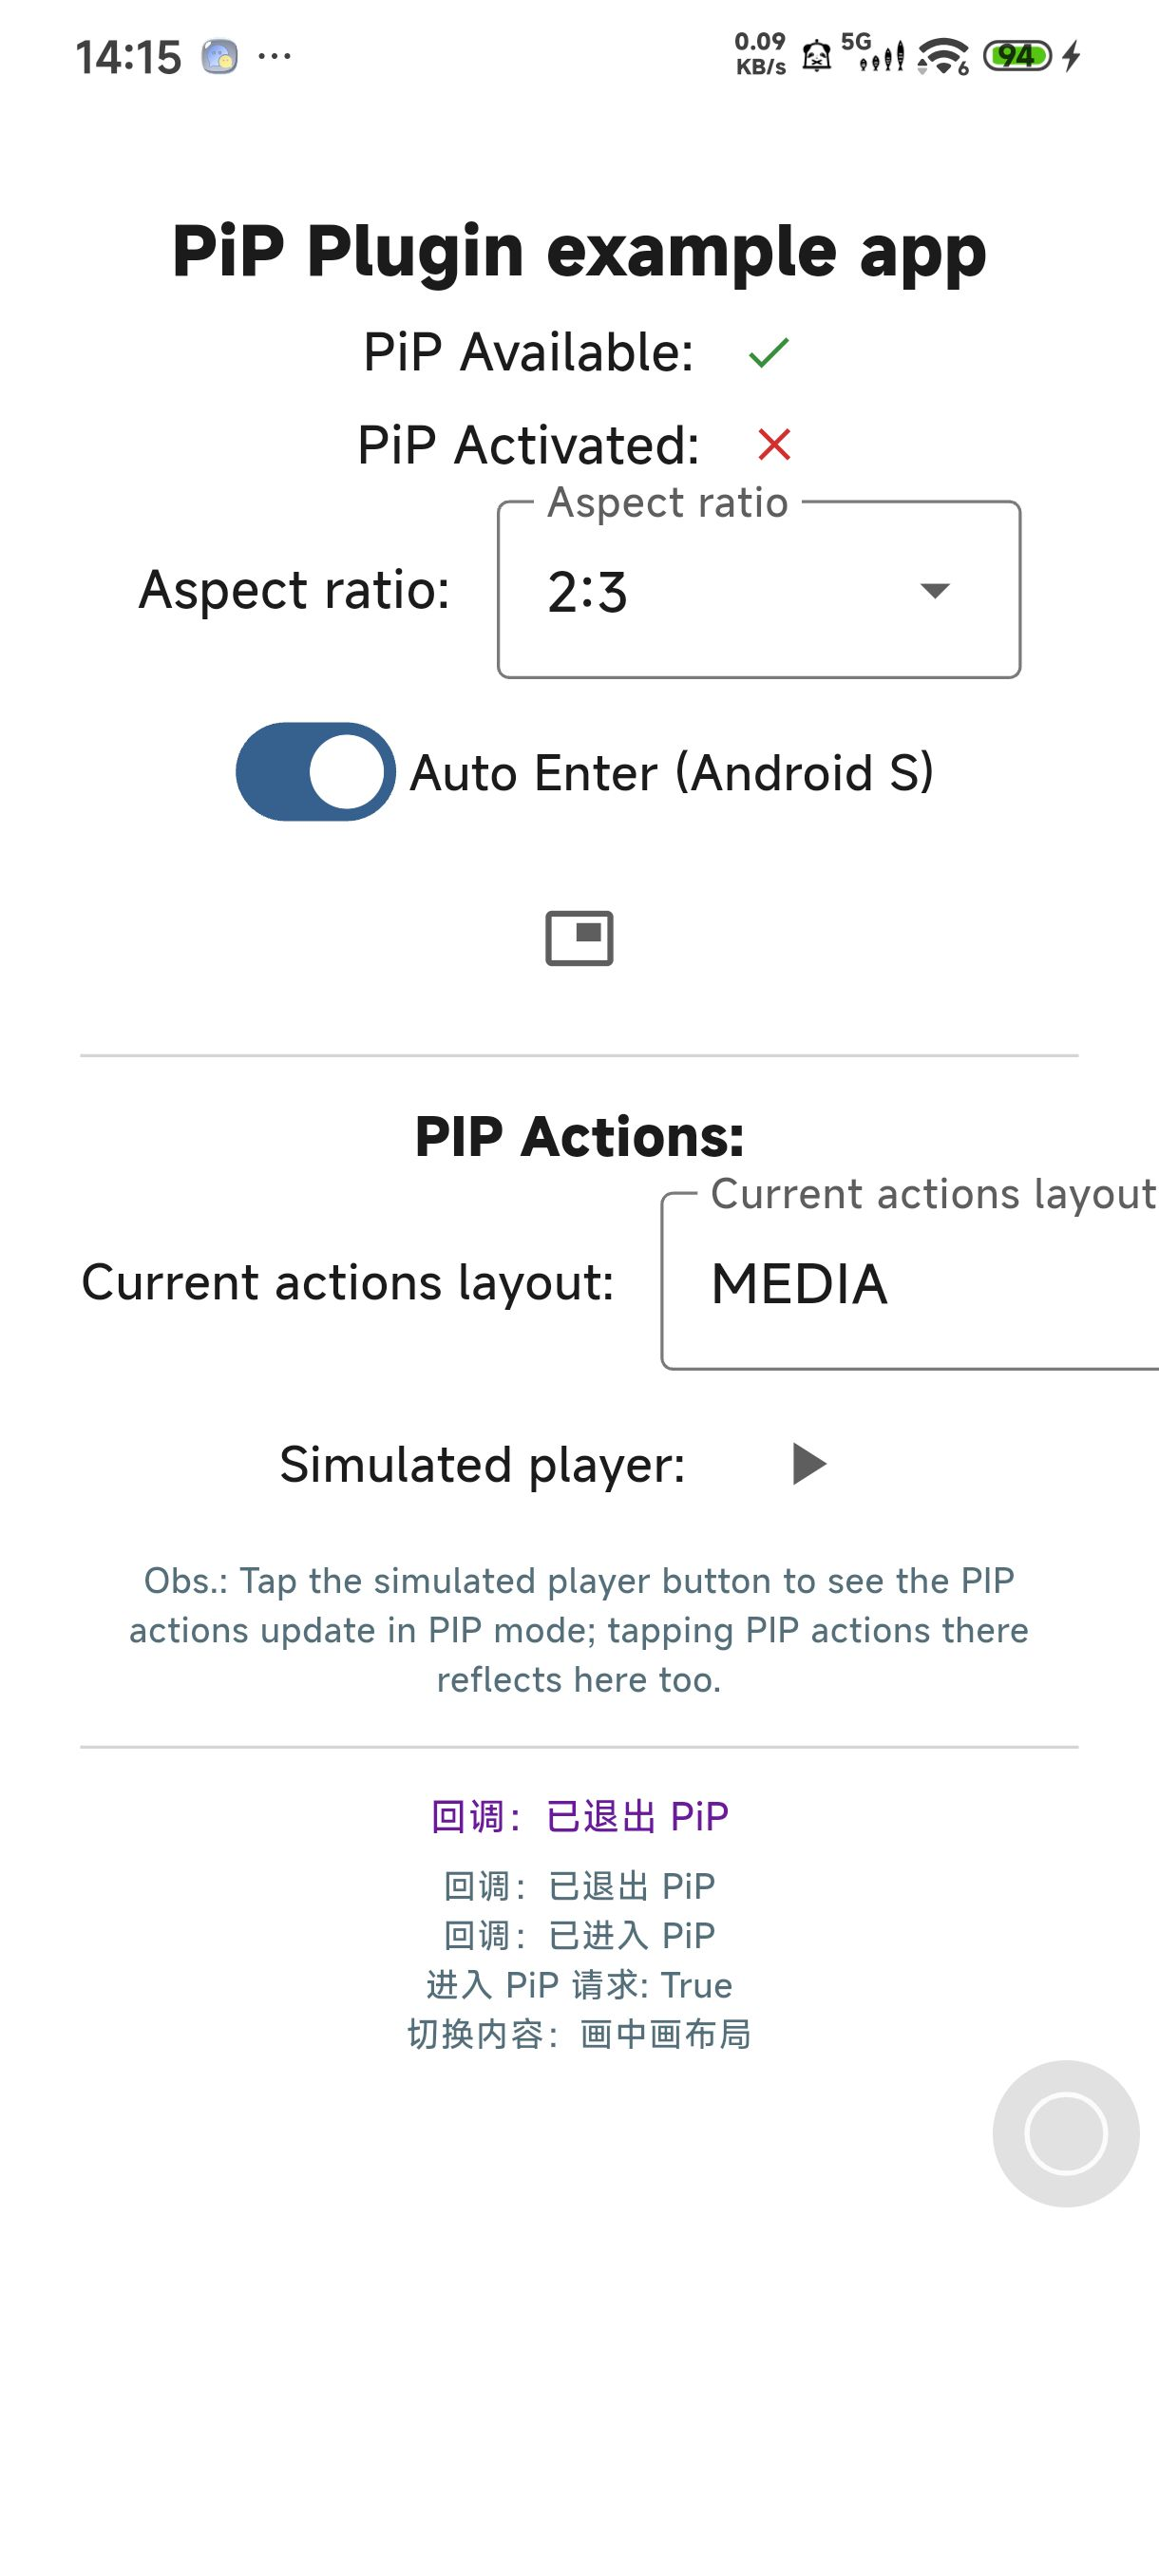 14:15 ...
0.09 KB/s 5G 6 94
PiP Plugin example app
PiP Available:
PiP Activated:
Aspect ratio
Aspect ratio: 2:3
Auto Enter (Android S)
PIP Actions:
Current actions layout
Current actions layout: MEDIA
Simulated player:
Obs.: Tap the simulated player button to see the PIP
actions update in PIP mode; tapping PIP actions there
reflects here too.
回调：已退出 PiP
回调：已退出 PiP
回调：已进入 PiP
进入 PiP 请求: True
切换内容：画中画布局